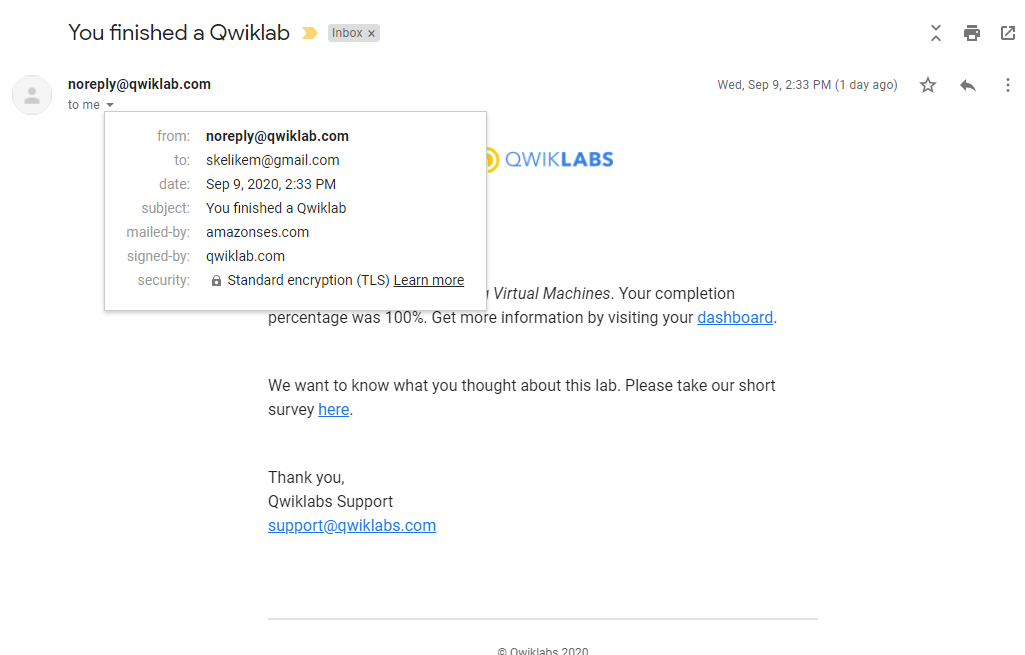 You finished a Qwiklab Inbox ×
noreply@qwiklab.com Wed, Sep 9, 2:33 PM (1 day ago)
to me
from: noreply@qwiklab.com
to: skelikem@gmail.com
date: Sep 9, 2020, 2:33 PM
subject: You finished a Qwiklab
mailed-by: amazonses.com
signed-by: qwiklab.com
security: Standard encryption (TLS) Learn more
QWIKLABS
Virtual Machines. Your completion
percentage was 100%. Get more information by visiting your dashboard.
We want to know what you thought about this lab. Please take our short
survey here.
Thank you,
Qwiklabs Support
support@qwiklabs.com
© Qwiklabs 2020